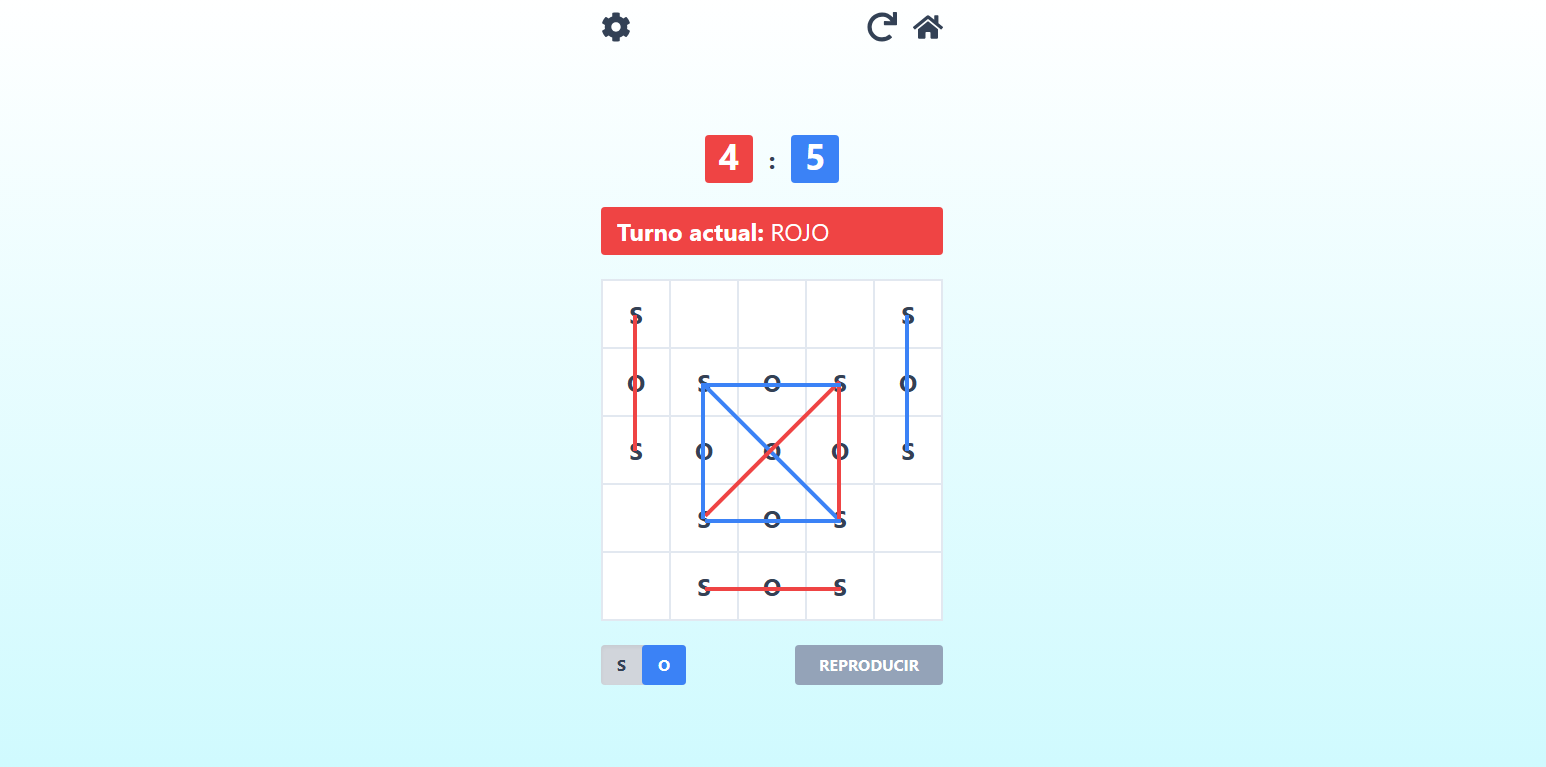 4 : 5
Turno actual: ROJO
S S
O S O S O
S O O O S
S O S
S O S
S O REPRODUCIR